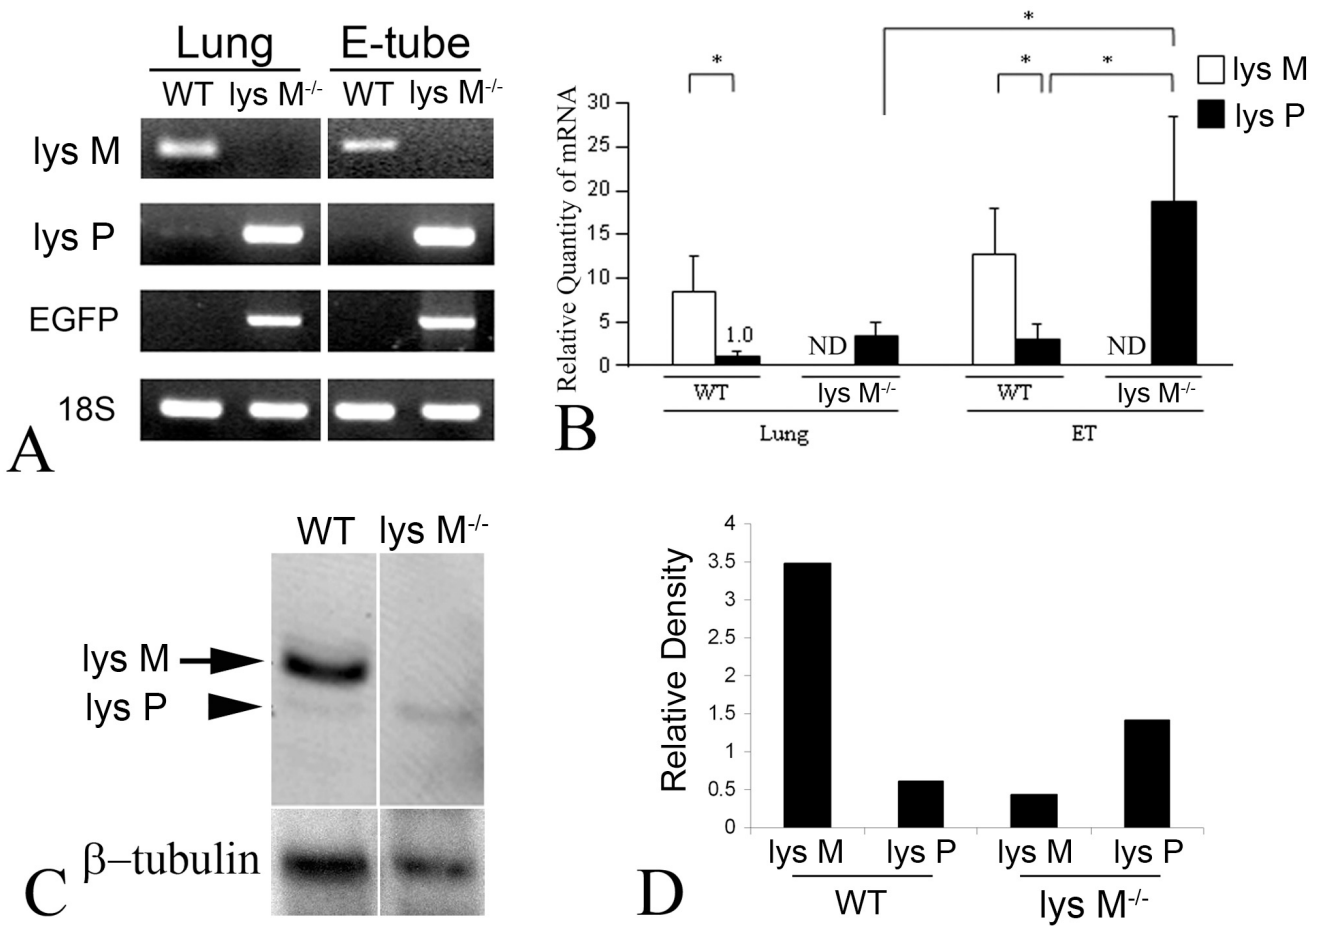 Lung E-tube
WT lys M-/- WT lys M-/-
lys M
lys P
EGFP
18S
A
* * * *
lys M
lys P
Relative Quantity of mRNA
30
25
20
15
10
5
0
1.0
ND ND
WT lys M-/- WT lys M-/-
Lung ET
B
WT lys M-/-
lys M
lys P
β–tubulin
C
Relative Density
4
3.5
3
2.5
2
1.5
1
0.5
0
lys M lys P lys M lys P
WT lys M-/-
D